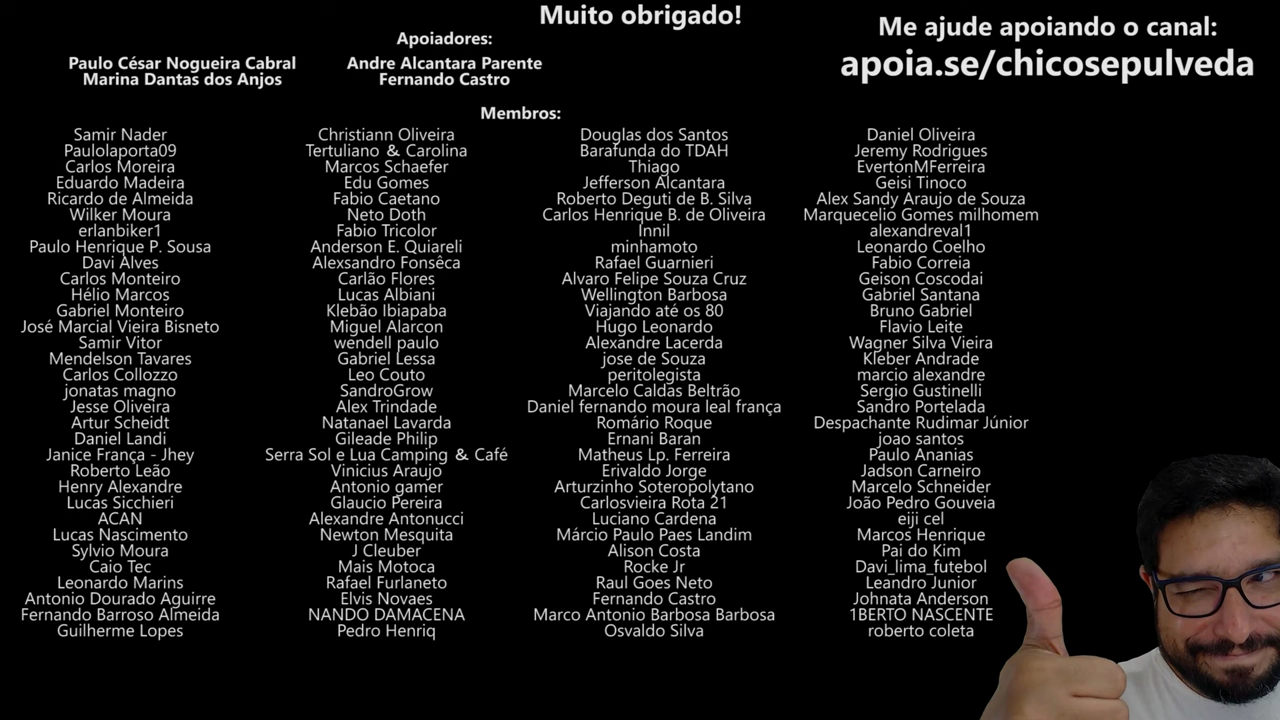 Muito obrigado!
Me ajude apoiando o canal:
apoia.se/chicosepulveda
Apoiadores:
Paulo César Nogueira Cabral
Marina Dantas dos Anjos
Andre Alcantara Parente
Fernando Castro
Membros:
Samir Nader
Paulolaporta09
Carlos Moreira
Eduardo Madeira
Ricardo de Almeida
Wilker Moura
erlanbiker1
Paulo Henrique P. Sousa
Davi Alves
Carlos Monteiro
Hélio Marcos
Gabriel Monteiro
José Marcial Vieira Bisneto
Samir Vitor
Mendelson Tavares
Carlos Collozzo
jonatas magno
Jesse Oliveira
Artur Scheidt
Daniel Landi
Janice França - Jhey
Roberto Leão
Henry Alexandre
Lucas Sicchieri
ACAN
Lucas Nascimento
Sylvio Moura
Caio Tec
Leonardo Marins
Antonio Dourado Aguirre
Fernando Barroso Almeida
Guilherme Lopes
Christiann Oliveira
Tertuliano & Carolina
Marcos Schaefer
Edu Gomes
Fabio Caetano
Neto Doth
Fabio Tricolor
Anderson E. Quiareli
Alexsandro Fonsêca
Carlão Flores
Lucas Albiani
Klebão Ibiapaba
Miguel Alarcon
wendell paulo
Gabriel Lessa
Leo Couto
SandroGrow
Alex Trindade
Natanael Lavarda
Gileade Philip
Serra Sol e Lua Camping & Café
Vinicius Araujo
Antonio gamer
Glaucio Pereira
Alexandre Antonucci
Newton Mesquita
J Cleuber
Mais Motoca
Rafael Furlaneto
Elvis Novaes
NANDO DAMACENA
Pedro Henriq
Douglas dos Santos
Barafunda do TDAH
Thiago
Jefferson Alcantara
Roberto Deguti de B. Silva
Carlos Henrique B. de Oliveira
Innil
minhamoto
Rafael Guarnieri
Alvaro Felipe Souza Cruz
Wellington Barbosa
Viajando até os 80
Hugo Leonardo
Alexandre Lacerda
jose de Souza
peritolegista
Marcelo Caldas Beltrão
Daniel fernando moura leal frança
Romário Roque
Ernani Baran
Matheus Lp. Ferreira
Erivaldo Jorge
Arturzinho Soteropolytano
Carlosvieira Rota 21
Luciano Cardena
Márcio Paulo Paes Landim
Alison Costa
Rocke Jr
Raul Goes Neto
Fernando Castro
Marco Antonio Barbosa Barbosa
Osvaldo Silva
Daniel Oliveira
Jeremy Rodrigues
EvertonMFerreira
Geisi Tinoco
Alex Sandy Araujo de Souza
Marquecelio Gomes milhomem
alexandreval1
Leonardo Coelho
Fabio Correia
Geison Coscodai
Gabriel Santana
Bruno Gabriel
Flavio Leite
Wagner Silva Vieira
Kleber Andrade
marcio alexandre
Sergio Gustinelli
Sandro Portelada
Despachante Rudimar Júnior
joao santos
Paulo Ananias
Jadson Carneiro
Marcelo Schneider
João Pedro Gouveia
eiji cel
Marcos Henrique
Pai do Kim
Davi_lima_futebol
Leandro Junior
Johnata Anderson
1BERTO NASCENTE
roberto coleta